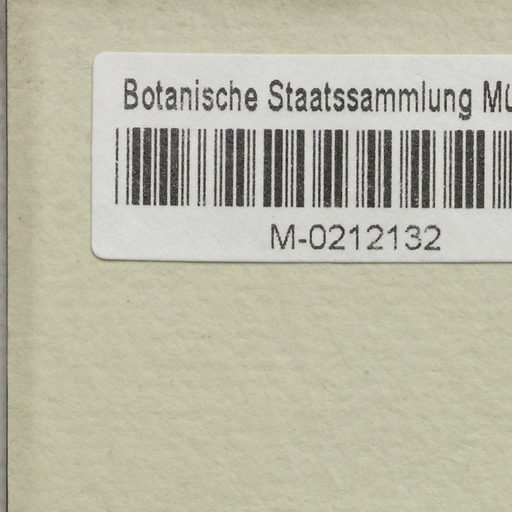 Botanische Staatssammlung Mü
M-0212132